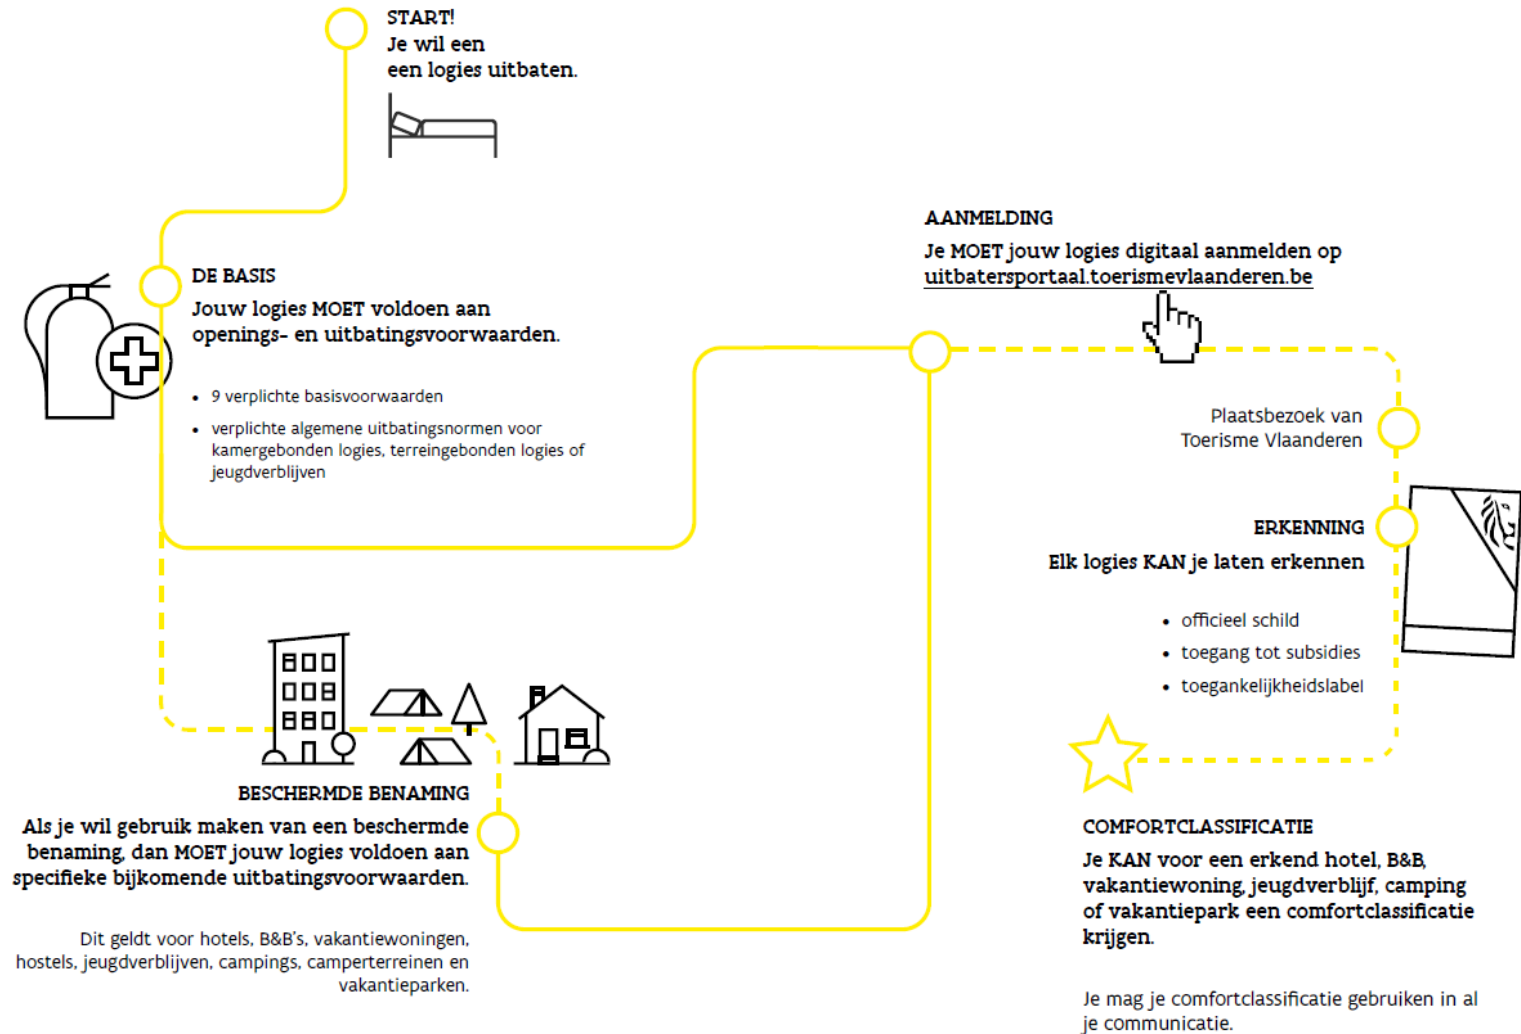 START!
Je wil een
een logies uitbaten.
DE BASIS
Jouw logies MOET voldoen aan
openings- en uitbatingsvoorwaarden.
• 9 verplichte basisvoorwaarden
• verplichte algemene uitbatingsnormen voor
kamergebonden logies, terreingebonden logies of
jeugdverblijven
BESCHERMDE BENAMING
Als je wil gebruik maken van een beschermde
benaming, dan MOET jouw logies voldoen aan
specifieke bijkomende uitbatingsvoorwaarden.
Dit geldt voor hotels, B&B's, vakantiewoningen,
hostels, jeugdverblijven, campings, camperterreinen en
vakantieparken.
AANMELDING
Je MOET jouw logies digitaal aanmelden op
uitbatersportaal.toerismevlaanderen.be
Plaatsbezoek van
Toerisme Vlaanderen
ERKENNING
Elk logies KAN je laten erkennen
• officieel schild
• toegang tot subsidies
• toegankelijkheidslabel
COMFORTCLASSIFICATIE
Je KAN voor een erkend hotel, B&B,
vakantiewoning, jeugdverblijf, camping
of vakantiepark een comfortclassificatie
krijgen.
Je mag je comfortclassificatie gebruiken in al
je communicatie.